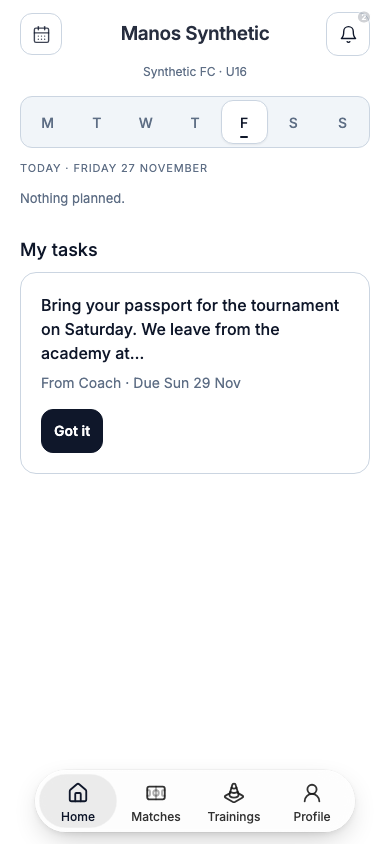 Manos Synthetic
2
Synthetic FC · U16
M T W T F S S
TODAY · FRIDAY 27 NOVEMBER
Nothing planned.
My tasks
Bring your passport for the tournament
on Saturday. We leave from the
academy at...
From Coach · Due Sun 29 Nov
Got it
Home Matches Trainings Profile